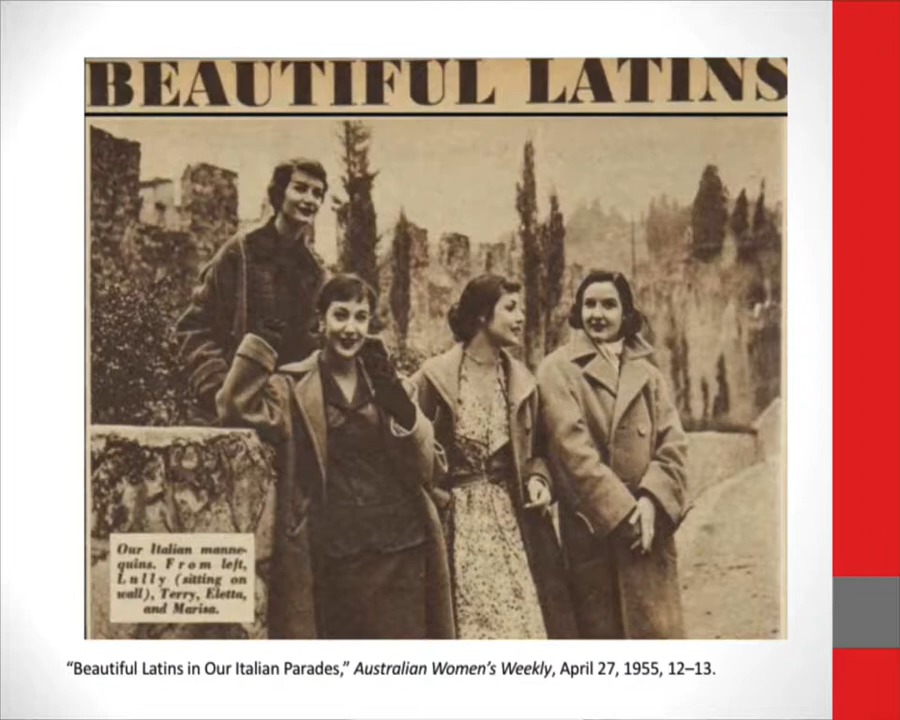 BEAUTIFUL LATINS
Our Italian manne-
quins. From left,
Lully (sitting on
wall), Terry, Eletta,
and Marisa.
“Beautiful Latins in Our Italian Parades,” Australian Women’s Weekly, April 27, 1955, 12–13.